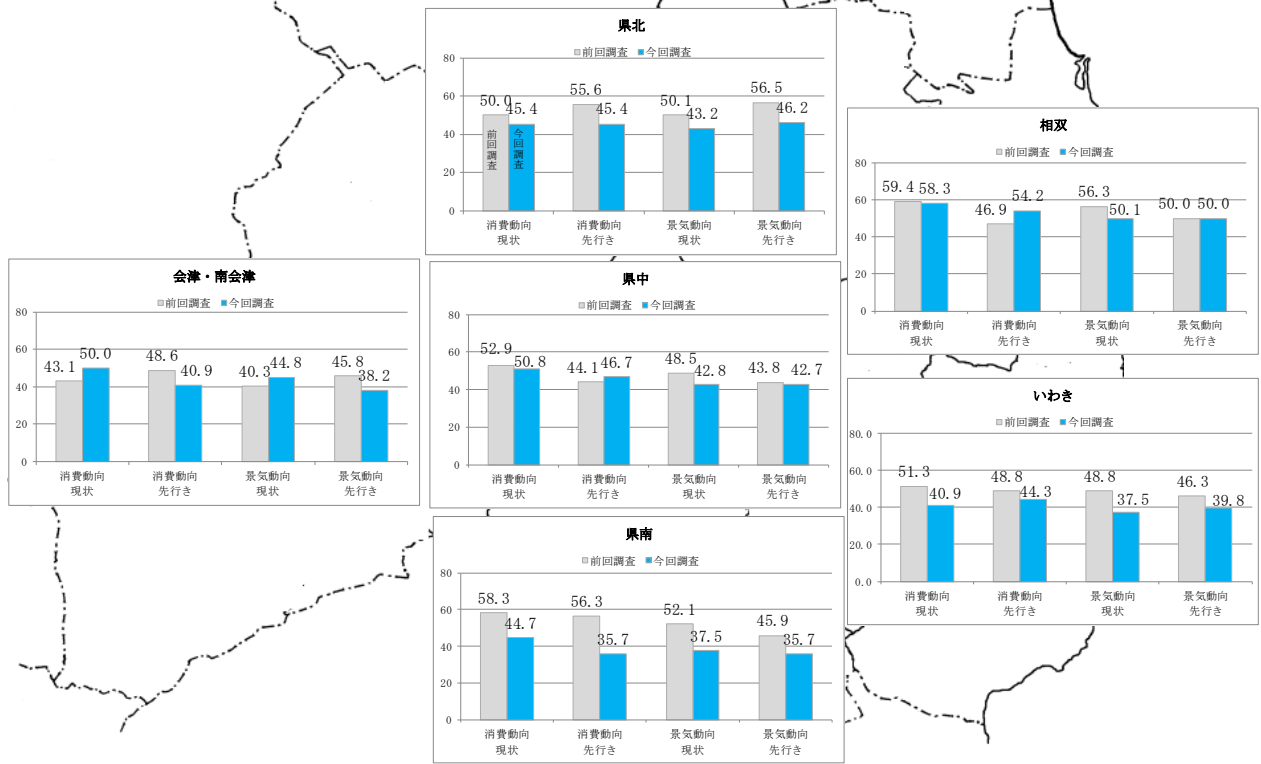 県北
前回調査 今回調査
80
60
40
20
0
50.0 45.4 55.6 45.4 50.1 43.2 56.5 46.2
前回調査 今回調査
消費動向 消費動向 景気動向 景気動向
現状 先行き 現状 先行き
相双
前回調査 今回調査
80
60
40
20
0
59.4 58.3 46.9 54.2 56.3 50.1 50.0 50.0
消費動向 消費動向 景気動向 景気動向
現状 先行き 現状 先行き
会津・南会津
前回調査 今回調査
80
60
40
20
0
43.1 50.0 48.6 40.9 40.3 44.8 45.8 38.2
消費動向 消費動向 景気動向 景気動向
現状 先行き 現状 先行き
県中
前回調査 今回調査
80
60
40
20
0
52.9 50.8 44.1 46.7 48.5 42.8 43.8 42.7
消費動向 消費動向 景気動向 景気動向
現状 先行き 現状 先行き
いわき
前回調査 今回調査
80.0
60.0
40.0
20.0
0.0
51.3 40.9 48.8 44.3 48.8 37.5 46.3 39.8
消費動向 消費動向 景気動向 景気動向
現状 先行き 現状 先行き
県南
前回調査 今回調査
80
60
40
20
0
58.3 44.7 56.3 35.7 52.1 37.5 45.9 35.7
消費動向 消費動向 景気動向 景気動向
現状 先行き 現状 先行き